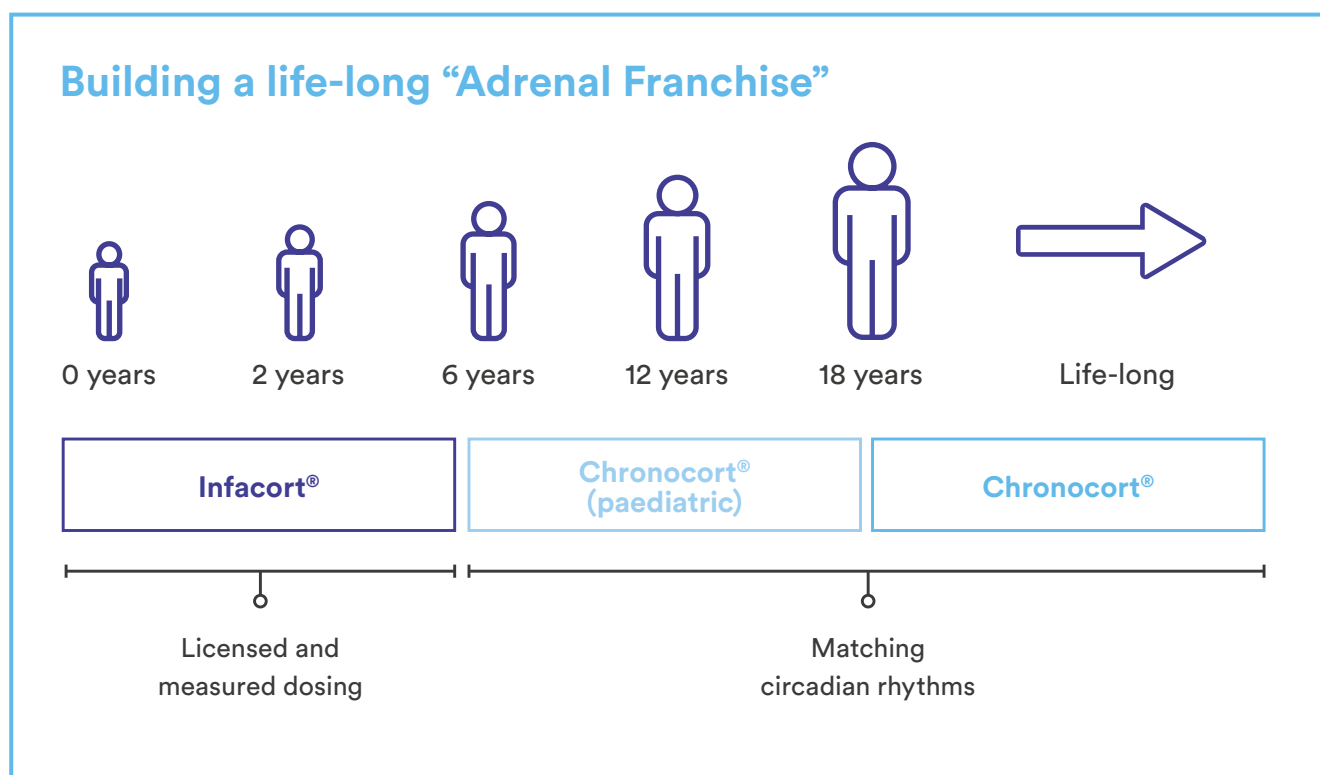 Building a life-long “Adrenal Franchise”
0 years
2 years
6 years
12 years
18 years
Life-long
Infacort®
Chronocort®
(paediatric)
Chronocort®
Licensed and
measured dosing
Matching
circadian rhythms